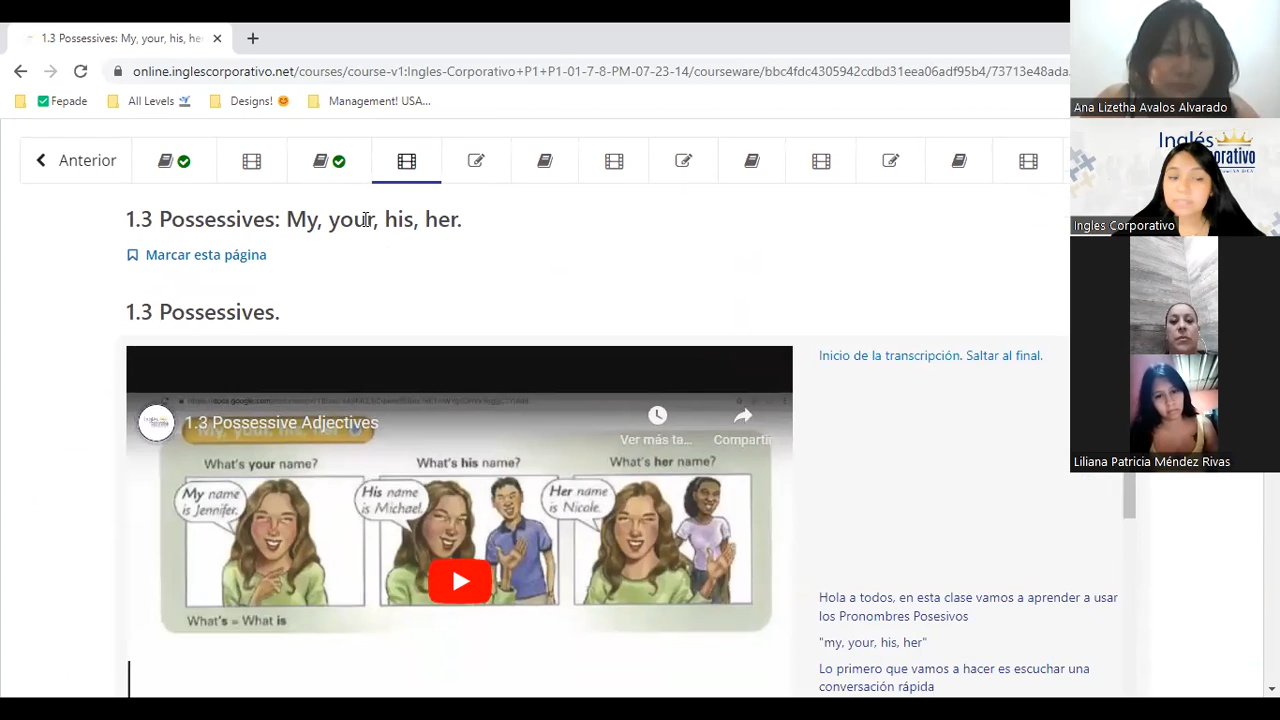 1.3 Possessives: My, your, his, he
online.inglescorporativo.net/courses/course-v1:Ingles-Corporativo+P1+P1-01-7-8-PM-07-23-14/courseware/bbc4fdc4305942cdbd31eea06adf95b4/73713e48ada
Fepade
All Levels
Designs!
Management! USA...
Anterior
1.3 Possessives: My, your, his, her.
Marcar esta página
1.3 Possessives.
1.3 Possessive Adjectives
Ver más ta...
Compartir
My, your, his, her
What's your name?
What's his name?
What's her name?
My name
is Jennifer.
His name
is Michael.
Her name
is Nicole.
What's = What is
Inicio de la transcripción. Saltar al final.
Hola a todos, en esta clase vamos a aprender a usar
los Pronombres Posesivos
"my, your, his, her"
Lo primero que vamos a hacer es escuchar una
conversación rápida
Ana Lizetha Avalos Alvarado
Inglés
Corporativo
Ingles Corporativo
Liliana Patricia Méndez Rivas